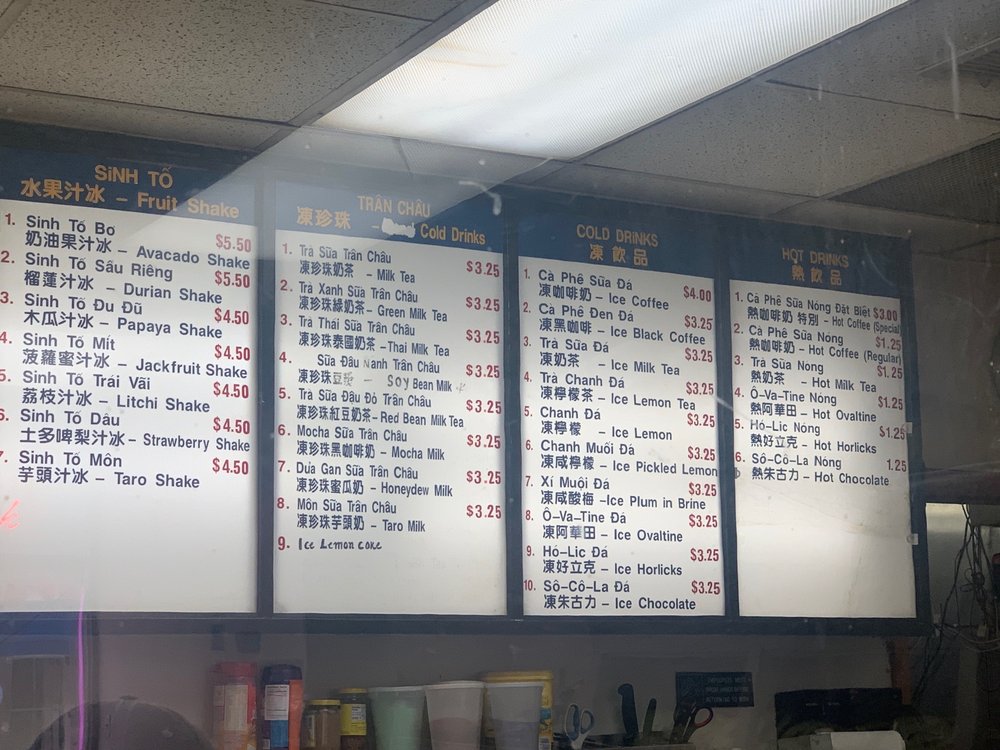 SiNH TỐ
水果汁冰 – Fruit Shake
1. Sinh Tố Bơ $5.50
奶油果汁冰 – Avacado Shake
2. Sinh Tố Sầu Riêng $5.50
榴蓮汁冰 – Durian Shake
3. Sinh Tố Đu Đũ $4.50
木瓜汁冰 – Papaya Shake
4. Sinh Tố Mít $4.50
菠蘿蜜汁冰 – Jackfruit Shake
5. Sinh Tố Trái Vãi $4.50
荔枝汁冰 – Litchi Shake
6. Sinh Tố Dâu $4.50
士多啤梨汁冰 – Strawberry Shake
7. Sinh Tố Môn $4.50
芋頭汁冰 – Taro Shake
TRÂN CHÂU
凍珍珠 – Cold Drinks
1. Trà Sữa Trân Châu $3.25
凍珍珠奶茶 – Milk Tea
2. Trà Xanh Sữa Trân Châu $3.25
凍珍珠綠奶茶 – Green Milk Tea
3. Trà Thái Sữa Trân Châu $3.25
凍珍珠泰國奶茶 – Thai Milk Tea
4. Sữa Đâu Nanh Trân Châu $3.25
凍珍珠豆漿 – Soy Bean Milk
5. Trà Sữa Đậu Đỏ Trân Châu $3.25
凍珍珠紅豆奶茶 – Red Bean Milk Tea
6. Mocha Sữa Trân Châu $3.25
凍珍珠黑咖啡奶 – Mocha Milk
7. Dưa Gan Sữa Trân Châu $3.25
凍珍珠蜜瓜奶 – Honeydew Milk
8. Môn Sữa Trân Châu $3.25
凍珍珠芋頭奶 – Taro Milk
9. Ice Lemon coke
COLD DRiNKS
凍飲品
1. Cà Phê Sữa Đá $4.00
凍咖啡奶 – Ice Coffee
2. Cà Phê Đen Đá $3.25
凍黑咖啡 – Ice Black Coffee
3. Trà Sữa Đá $3.25
凍奶茶 – Ice Milk Tea
4. Trà Chanh Đá $3.25
凍檸檬茶 – Ice Lemon Tea
5. Chanh Đá $3.25
凍檸檬 – Ice Lemon
6. Chanh Muối Đá $3.25
凍咸檸檬 – Ice Pickled Lemon
7. Xí Muội Đá $3.25
凍咸酸梅 – Ice Plum in Brine
8. Ô–Va–Tine Đá $3.25
凍阿華田 – Ice Ovaltine
9. Hó–Lic Đá $3.25
凍好立克 – Ice Horlicks
10. Sô–Cô–La Đá $3.25
凍朱古力 – Ice Chocolate
HOT DRINKS
熱飲品
1. Cà Phê Sữa Nóng Đặt Biệt $3.00
熱咖啡奶 特別 – Hot Coffee (Special)
2. Cà Phê Sữa Nóng $1.25
熱咖啡奶 – Hot Coffee (Regular)
3. Trà Sữa Nóng $1.25
熱奶茶 – Hot Milk Tea
4. Ô–Va–Tine Nóng $1.25
熱阿華田 – Hot Ovaltine
5. Hó–Lic Nóng $1.25
熱好立克 – Hot Horlicks
6. Sô–Cô–La Nóng 1.25
熱朱古力 – Hot Chocolate